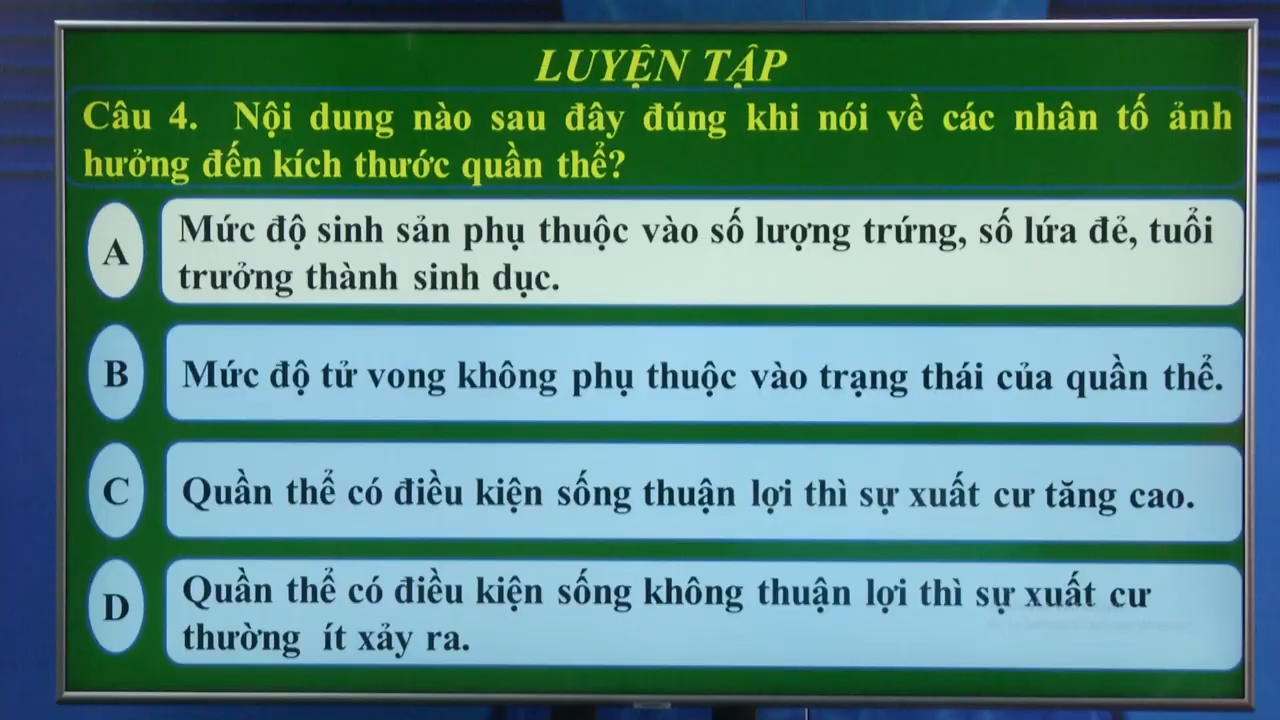 LUYỆN TẬP
Câu 4. Nội dung nào sau đây đúng khi nói về các nhân tố ảnh
hưởng đến kích thước quần thể?
A
Mức độ sinh sản phụ thuộc vào số lượng trứng, số lứa đẻ, tuổi
trưởng thành sinh dục.
B
Mức độ tử vong không phụ thuộc vào trạng thái của quần thể.
C
Quần thể có điều kiện sống thuận lợi thì sự xuất cư tăng cao.
D
Quần thể có điều kiện sống không thuận lợi thì sự xuất cư
thường ít xảy ra.